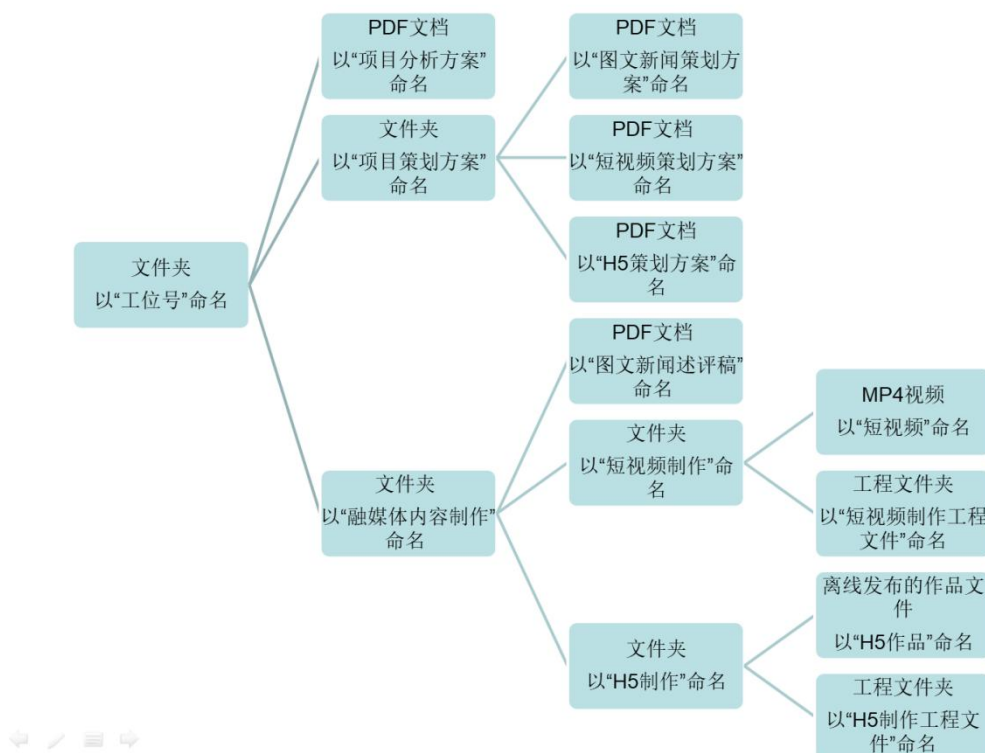 PDF文档
以“项目分析方案”
命名
PDF文档
以“图文新闻策划方
案”命名
文件夹
以“项目策划方案”
命名
PDF文档
以“短视频策划方案”
命名
PDF文档
以“H5策划方案”命
名
文件夹
以“工位号”命名
PDF文档
以“图文新闻述评稿”
命名
MP4视频
以“短视频”命名
文件夹
以“短视频制作”命
名
文件夹
以“融媒体内容制作”
命名
工程文件夹
以“短视频制作工程
文件”命名
离线发布的作品文
件
以“H5作品”命名
文件夹
以“H5制作”命名
工程文件夹
以“H5制作工程文
件”命名